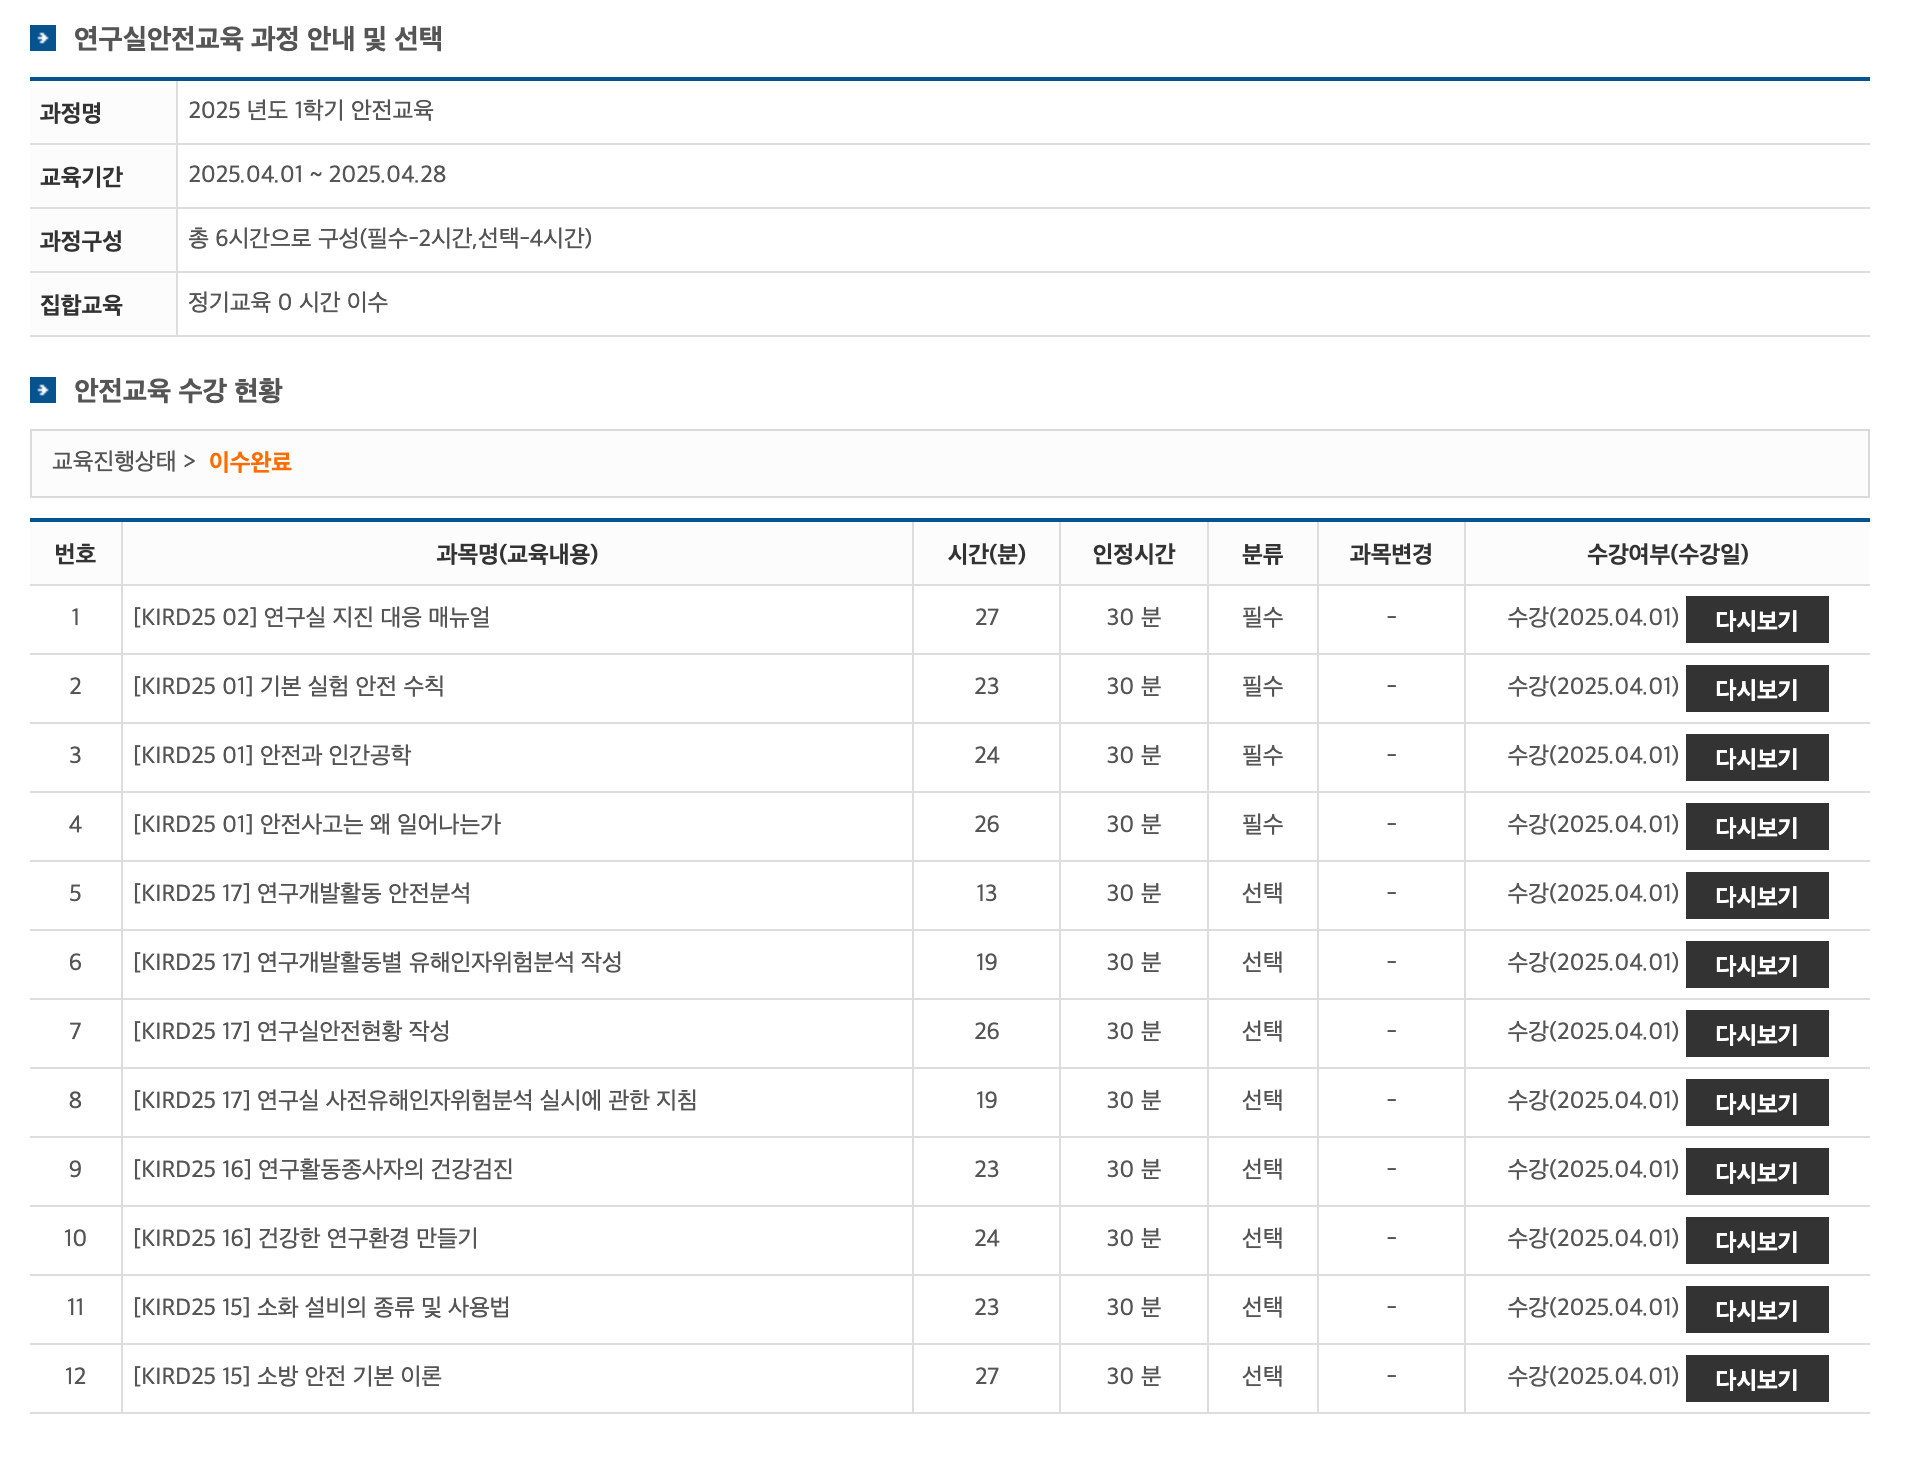 연구실안전교육 과정 안내 및 선택
과정명 2025 년도 1학기 안전교육
교육기간 2025.04.01 ~ 2025.04.28
과정구성 총 6시간으로 구성(필수-2시간,선택-4시간)
집합교육 정기교육 0 시간 이수
안전교육 수강 현황
교육진행상태 > 이수완료
번호 과목명(교육내용) 시간(분) 인정시간 분류 과목변경 수강여부(수강일)
1 [KIRD25 02] 연구실 지진 대응 매뉴얼 27 30 분 필수 - 수강(2025.04.01) 다시보기
2 [KIRD25 01] 기본 실험 안전 수칙 23 30 분 필수 - 수강(2025.04.01) 다시보기
3 [KIRD25 01] 안전과 인간공학 24 30 분 필수 - 수강(2025.04.01) 다시보기
4 [KIRD25 01] 안전사고는 왜 일어나는가 26 30 분 필수 - 수강(2025.04.01) 다시보기
5 [KIRD25 17] 연구개발활동 안전분석 13 30 분 선택 - 수강(2025.04.01) 다시보기
6 [KIRD25 17] 연구개발활동별 유해인자위험분석 작성 19 30 분 선택 - 수강(2025.04.01) 다시보기
7 [KIRD25 17] 연구실안전현황 작성 26 30 분 선택 - 수강(2025.04.01) 다시보기
8 [KIRD25 17] 연구실 사전유해인자위험분석 실시에 관한 지침 19 30 분 선택 - 수강(2025.04.01) 다시보기
9 [KIRD25 16] 연구활동종사자의 건강검진 23 30 분 선택 - 수강(2025.04.01) 다시보기
10 [KIRD25 16] 건강한 연구환경 만들기 24 30 분 선택 - 수강(2025.04.01) 다시보기
11 [KIRD25 15] 소화 설비의 종류 및 사용법 23 30 분 선택 - 수강(2025.04.01) 다시보기
12 [KIRD25 15] 소방 안전 기본 이론 27 30 분 선택 - 수강(2025.04.01) 다시보기